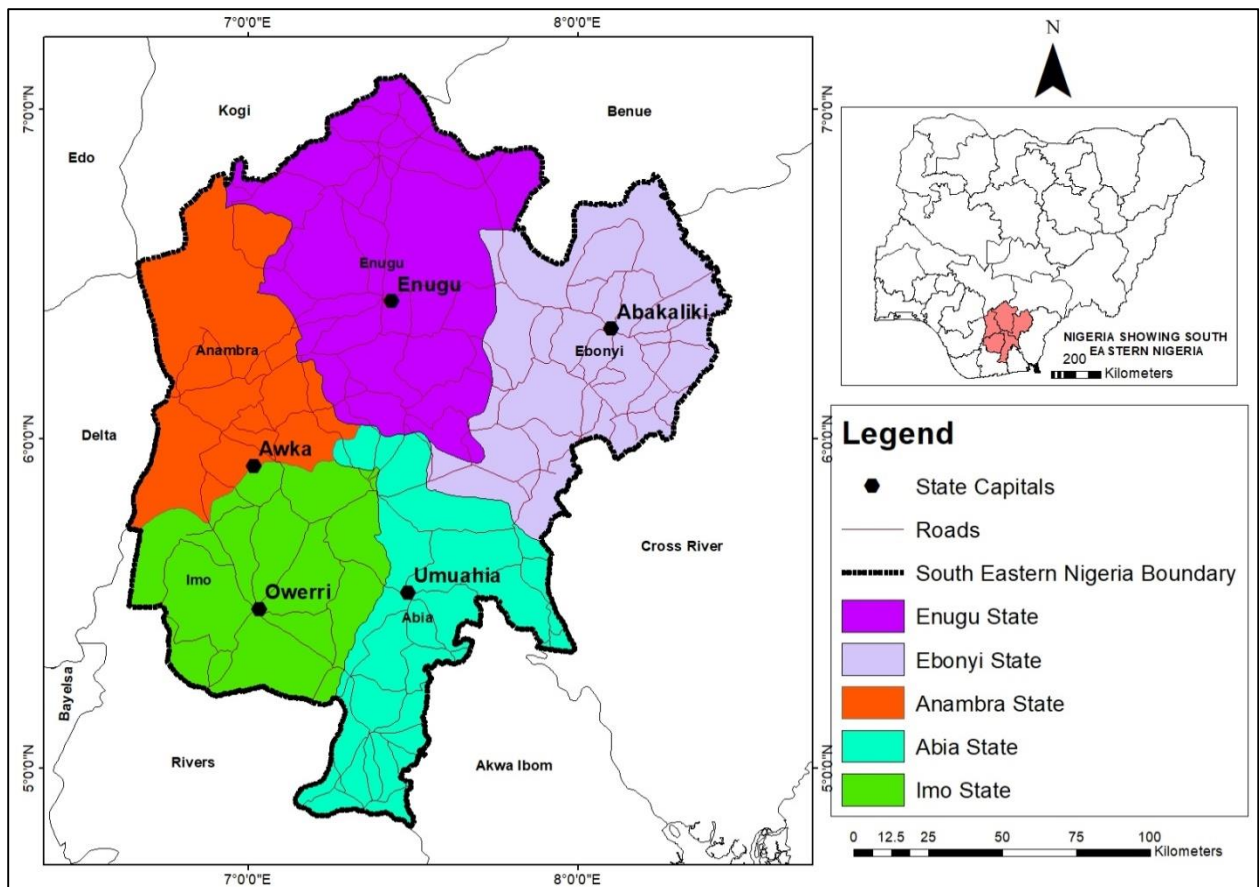 7°0'0"E
8°0'0"E
7°0'0"N
7°0'0"N
6°0'0"N
6°0'0"N
5°0'0"N
5°0'0"N
7°0'0"E
8°0'0"E
Kogi
Benue
Edo
Enugu
Enugu
Abakaliki
Ebonyi
Anambra
Delta
Awka
Cross River
Imo
Owerri
Umuahia
Abia
Bayelsa
Rivers
Akwa Ibom
N
NIGERIA SHOWING SOUTH
EASTERN NIGERIA
200
Kilometers
Legend
State Capitals
Roads
South Eastern Nigeria Boundary
Enugu State
Ebonyi State
Anambra State
Abia State
Imo State
0 12.5 25 50 75 100
Kilometers